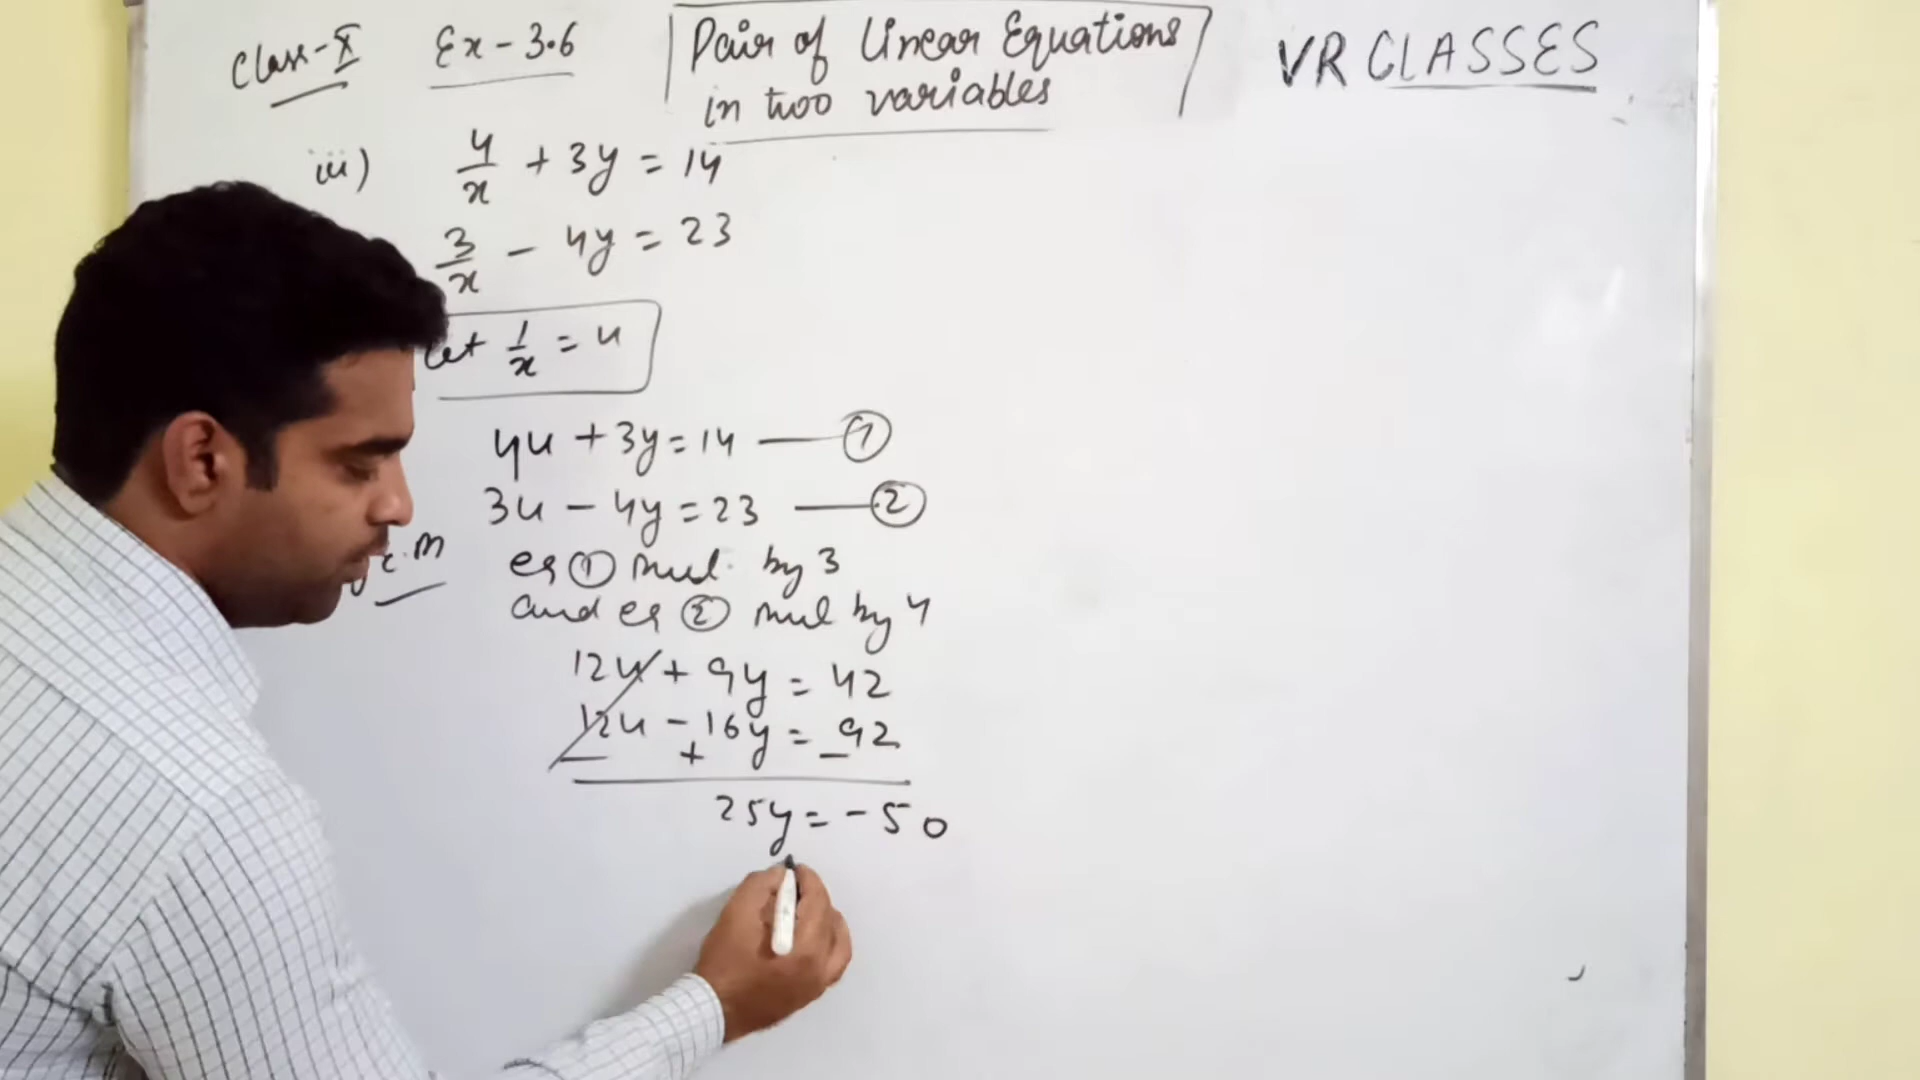 Class-X Ex-3.6 Pair of Linear Equations in two variables VR CLASSES
iii) 4/x + 3y = 14
3/x - 4y = 23
Let 1/x = u
4u + 3y = 14 — ①
3u - 4y = 23 — ②
eq ① mul. by 3
and eq ② mul by 4
12u + 9y = 42
12u - 16y = 92
- + -
25y = -50